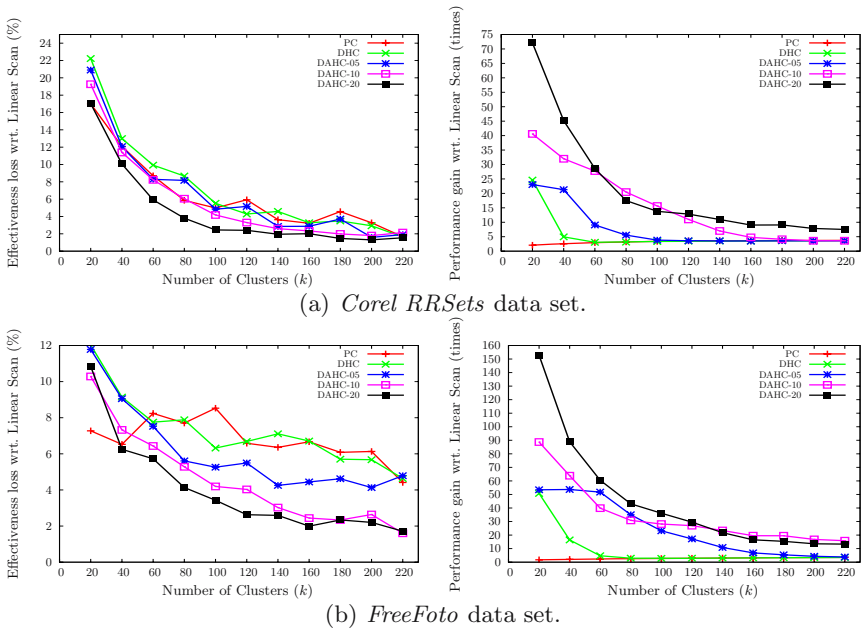 Effectiveness loss wrt. Linear Scan (%)
24
22
20
18
16
14
12
10
8
6
4
2
0
0 20 40 60 80 100 120 140 160 180 200 220
Number of Clusters (k)
PC
DHC
DAHC-05
DAHC-10
DAHC-20
Performance gain wrt. Linear Scan (times)
75
70
65
60
55
50
45
40
35
30
25
20
15
10
5
0
0 20 40 60 80 100 120 140 160 180 200 220
Number of Clusters (k)
PC
DHC
DAHC-05
DAHC-10
DAHC-20
(a) Corel RRSets data set.
Effectiveness loss wrt. Linear Scan (%)
12
10
8
6
4
2
0
0 20 40 60 80 100 120 140 160 180 200 220
Number of Clusters (k)
PC
DHC
DAHC-05
DAHC-10
DAHC-20
Performance gain wrt. Linear Scan (times)
160
150
140
130
120
110
100
90
80
70
60
50
40
30
20
10
0
0 20 40 60 80 100 120 140 160 180 200 220
Number of Clusters (k)
PC
DHC
DAHC-05
DAHC-10
DAHC-20
(b) FreeFoto data set.